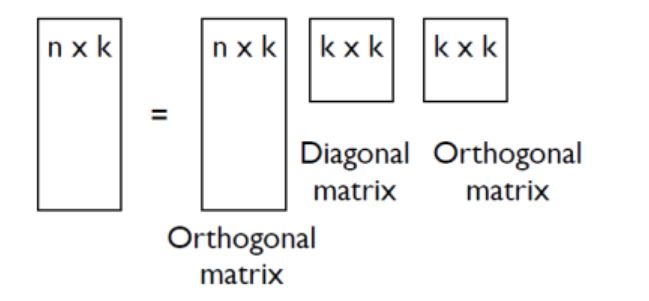 n x k
=
n x k
k x k
k x k
Diagonal
matrix
Orthogonal
matrix
Orthogonal
matrix